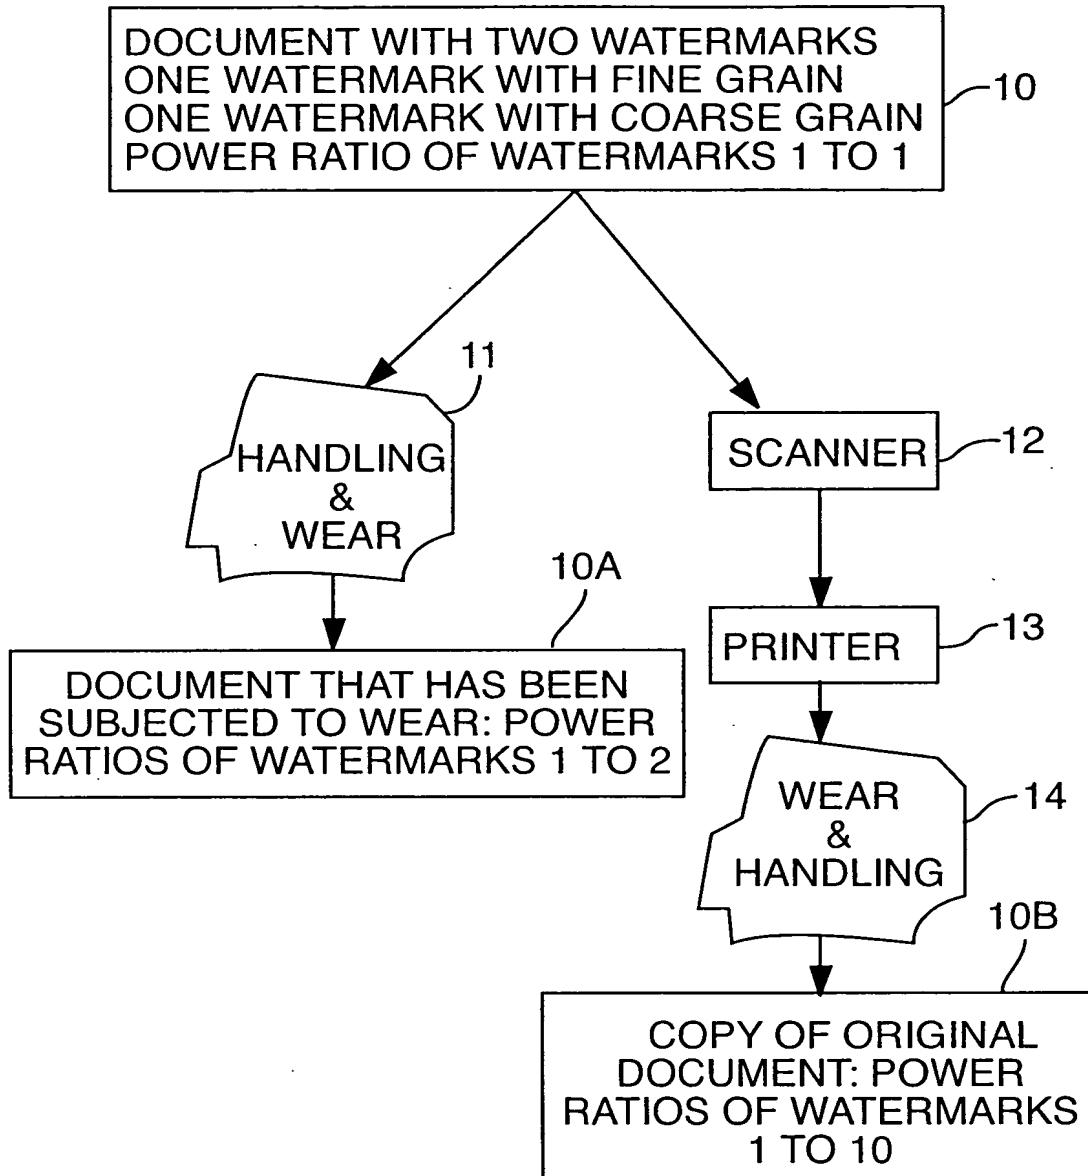 DOCUMENT WITH TWO WATERMARKS
ONE WATERMARK WITH FINE GRAIN
ONE WATERMARK WITH COARSE GRAIN
POWER RATIO OF WATERMARKS 1 TO 1
10
11
HANDLING
&
WEAR
SCANNER
12
10A
DOCUMENT THAT HAS BEEN
SUBJECTED TO WEAR: POWER
RATIOS OF WATERMARKS 1 TO 2
PRINTER
13
WEAR
&
HANDLING
14
10B
COPY OF ORIGINAL
DOCUMENT: POWER
RATIOS OF WATERMARKS
1 TO 10